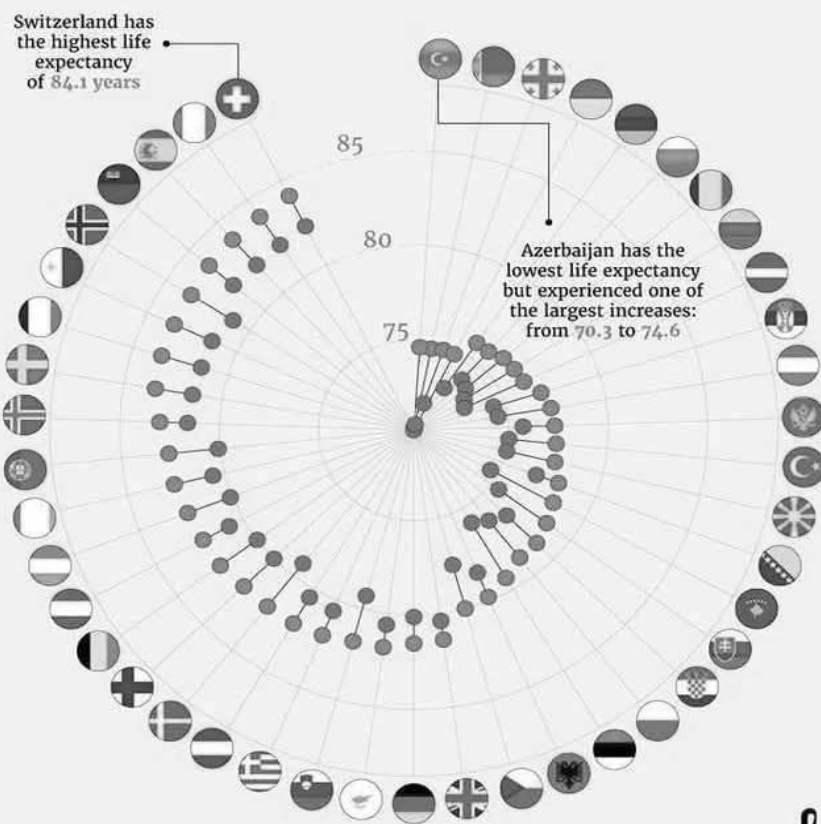 Switzerland has
the highest life
expectancy
of 84.1 years
85
80
75
Azerbaijan has the
lowest life expectancy
but experienced one of
the largest increases:
from 70.3 to 74.6